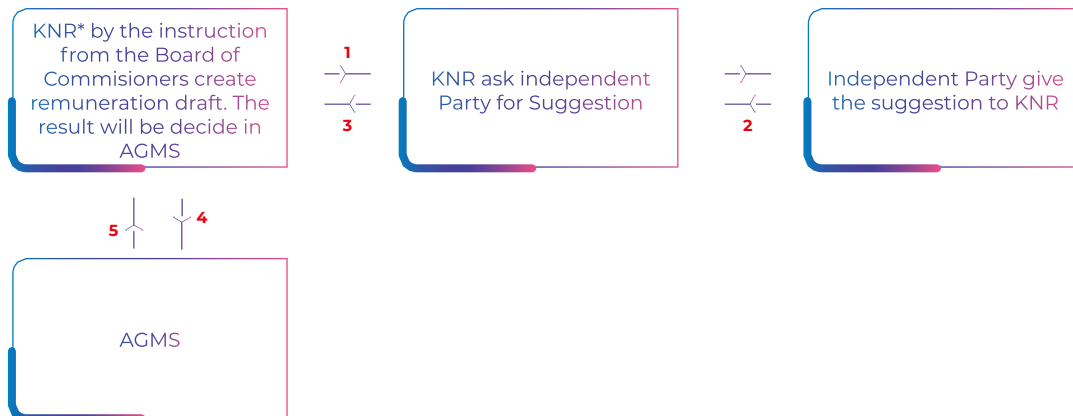 KNR* by the instruction
from the Board of
Commisioners create
remuneration draft. The
result will be decide in
AGMS
1
3
KNR ask independent
Party for Suggestion
2
Independent Party give
the suggestion to KNR
5
4
AGMS